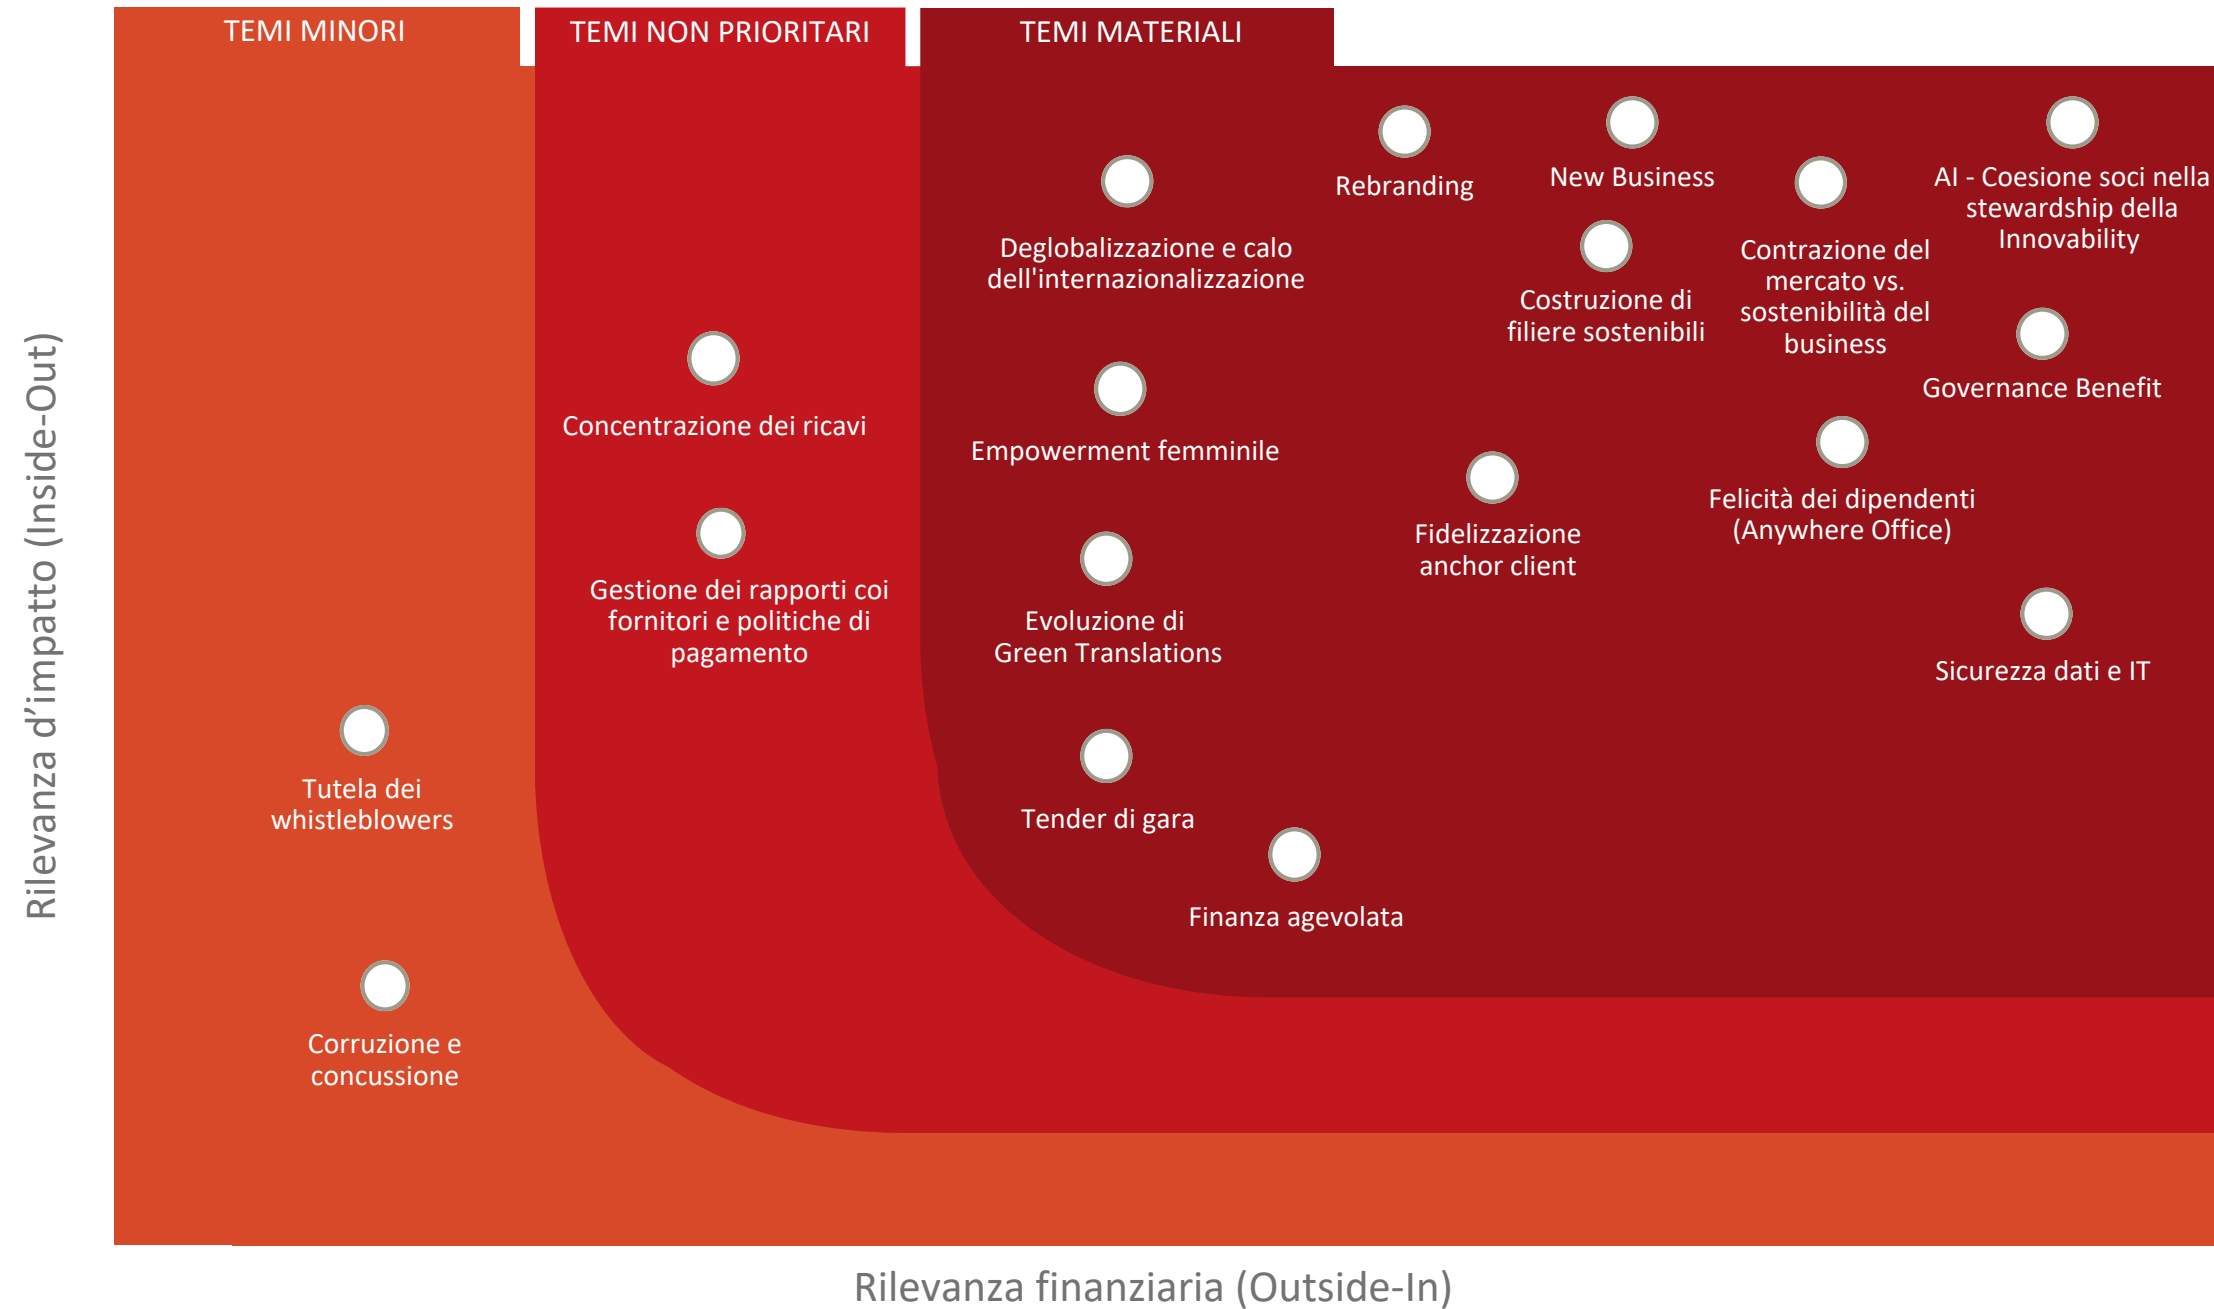 TEMI MINORI
TEMI NON PRIORITARI
TEMI MATERIALI
Rebranding
New Business
AI - Coesione soci nella
stewardship della
Innovability
Deglobalizzazione e calo
dell'internazionalizzazione
Costruzione di
filiere sostenibili
Contrazione del
mercato vs.
sostenibilità del
business
Governance Benefit
Concentrazione dei ricavi
Empowerment femminile
Fidelizzazione
anchor client
Felicità dei dipendenti
(Anywhere Office)
Gestione dei rapporti coi
fornitori e politiche di
pagamento
Evoluzione di
Green Translations
Sicurezza dati e IT
Tutela dei
whistleblowers
Tender di gara
Finanza agevolata
Corruzione e
concussione
Rilevanza d’impatto (Inside-Out)
Rilevanza finanziaria (Outside-In)